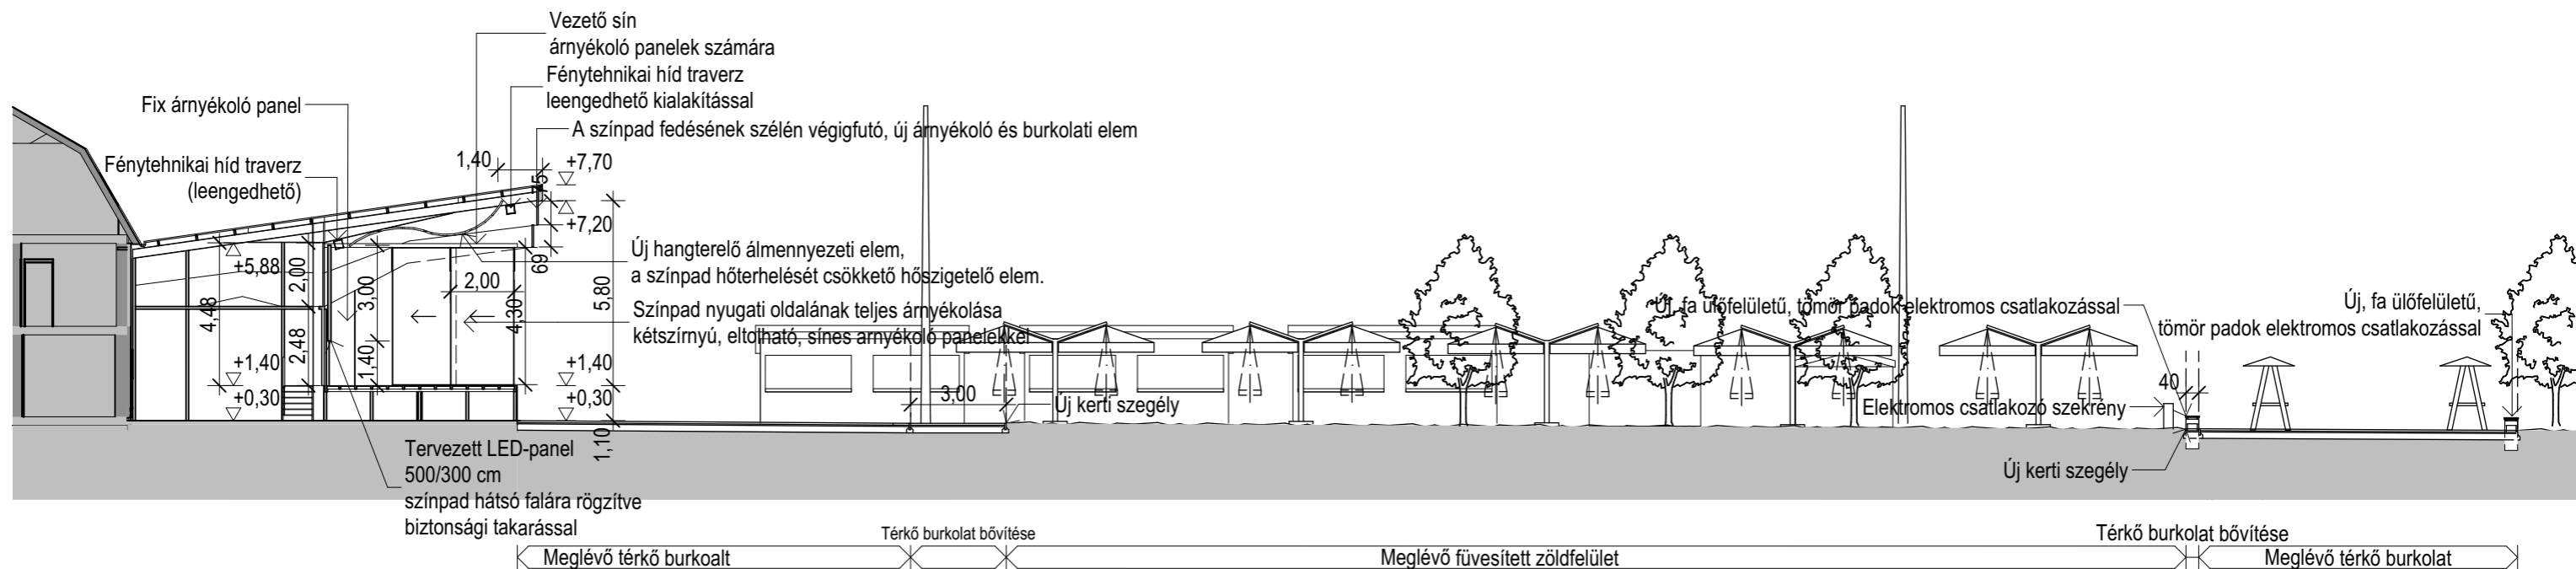 Vezető sín
árnyékoló panelek számára
Fénytehnikai híd traverz
leengedhető kialakítással
Fix árnyékoló panel
A színpad fedésének szélén végigfutó, új árnyékoló és burkolati elem
Fénytehnikai híd traverz
(leengedhető)
1,40
+7,70
75
+7,20
69
Új hangterelő álmennyezeti elem,
a színpad hőterhelését csökkető hőszigetelő elem.
+5,88
2,00
3,00
2,00
4,48
4,30
5,80
Színpad nyugati oldalának teljes árnyékolása
kétszírnyú, eltolható, sínes arnyékoló panelekkel
Új, fa ülőfelületű, tömör padok elektromos csatlakozással
Új, fa ülőfelületű,
tömör padok elektromos csatlakozással
+1,40
2,48
1,40
+1,40
+0,30
+0,30
3,00
40
Új kerti szegély
Elektromos csatlakozó szekrény
1,10
Tervezett LED-panel
500/300 cm
színpad hátsó falára rögzítve
biztonsági takarással
Új kerti szegély
Térkő burkolat bővítése
Térkő burkolat bővítése
Meglévő térkő burkoalt
Meglévő füvesített zöldfelület
Meglévő térkő burkolat